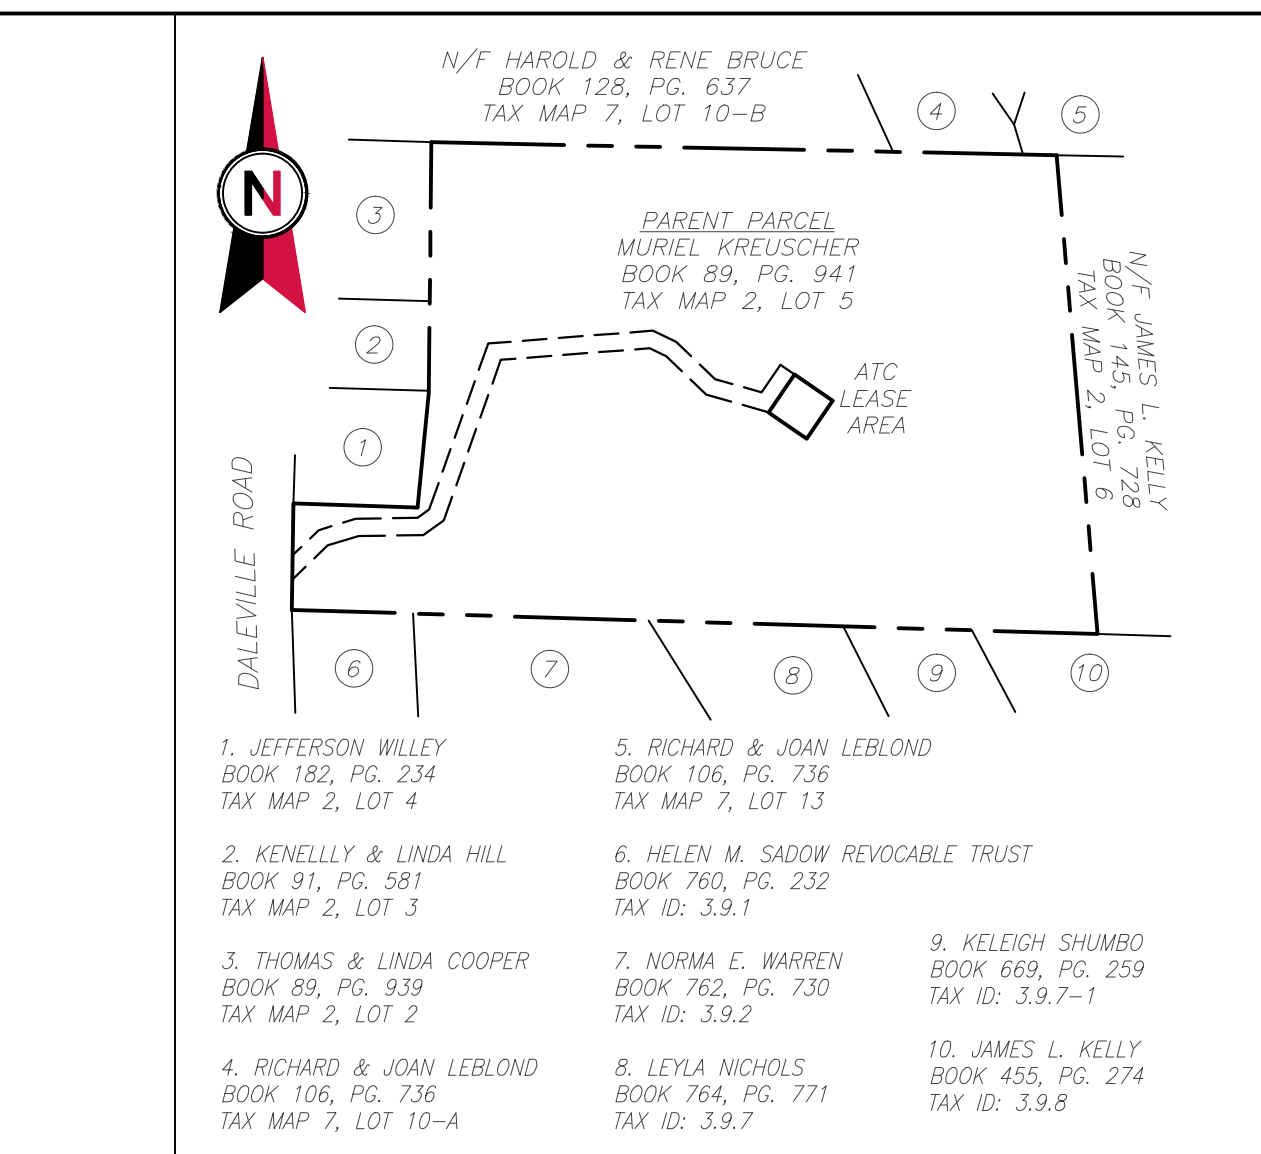 N/F HAROLD & RENE BRUCE
BOOK 128, PG. 637
TAX MAP 7, LOT 10-B
4
5
N
3
PARENT PARCEL
MURIEL KREUSCHER
BOOK 89, PG. 941
TAX MAP 2, LOT 5
N/F JAMES L. KELLY
BOOK 145, PG. 728
TAX MAP 2, LOT 6
2
ATC
LEASE
AREA
1
DALEVILLE ROAD
6
7
8
9
10
1. JEFFERSON WILLEY
BOOK 182, PG. 234
TAX MAP 2, LOT 4
2. KENELLLY & LINDA HILL
BOOK 91, PG. 581
TAX MAP 2, LOT 3
3. THOMAS & LINDA COOPER
BOOK 89, PG. 939
TAX MAP 2, LOT 2
4. RICHARD & JOAN LEBLOND
BOOK 106, PG. 736
TAX MAP 7, LOT 10-A
5. RICHARD & JOAN LEBLOND
BOOK 106, PG. 736
TAX MAP 7, LOT 13
6. HELEN M. SADOW REVOCABLE TRUST
BOOK 760, PG. 232
TAX ID: 3.9.1
7. NORMA E. WARREN
BOOK 762, PG. 730
TAX ID: 3.9.2
8. LEYLA NICHOLS
BOOK 764, PG. 771
TAX ID: 3.9.7
9. KELEIGH SHUMBO
BOOK 669, PG. 259
TAX ID: 3.9.7-1
10. JAMES L. KELLY
BOOK 455, PG. 274
TAX ID: 3.9.8